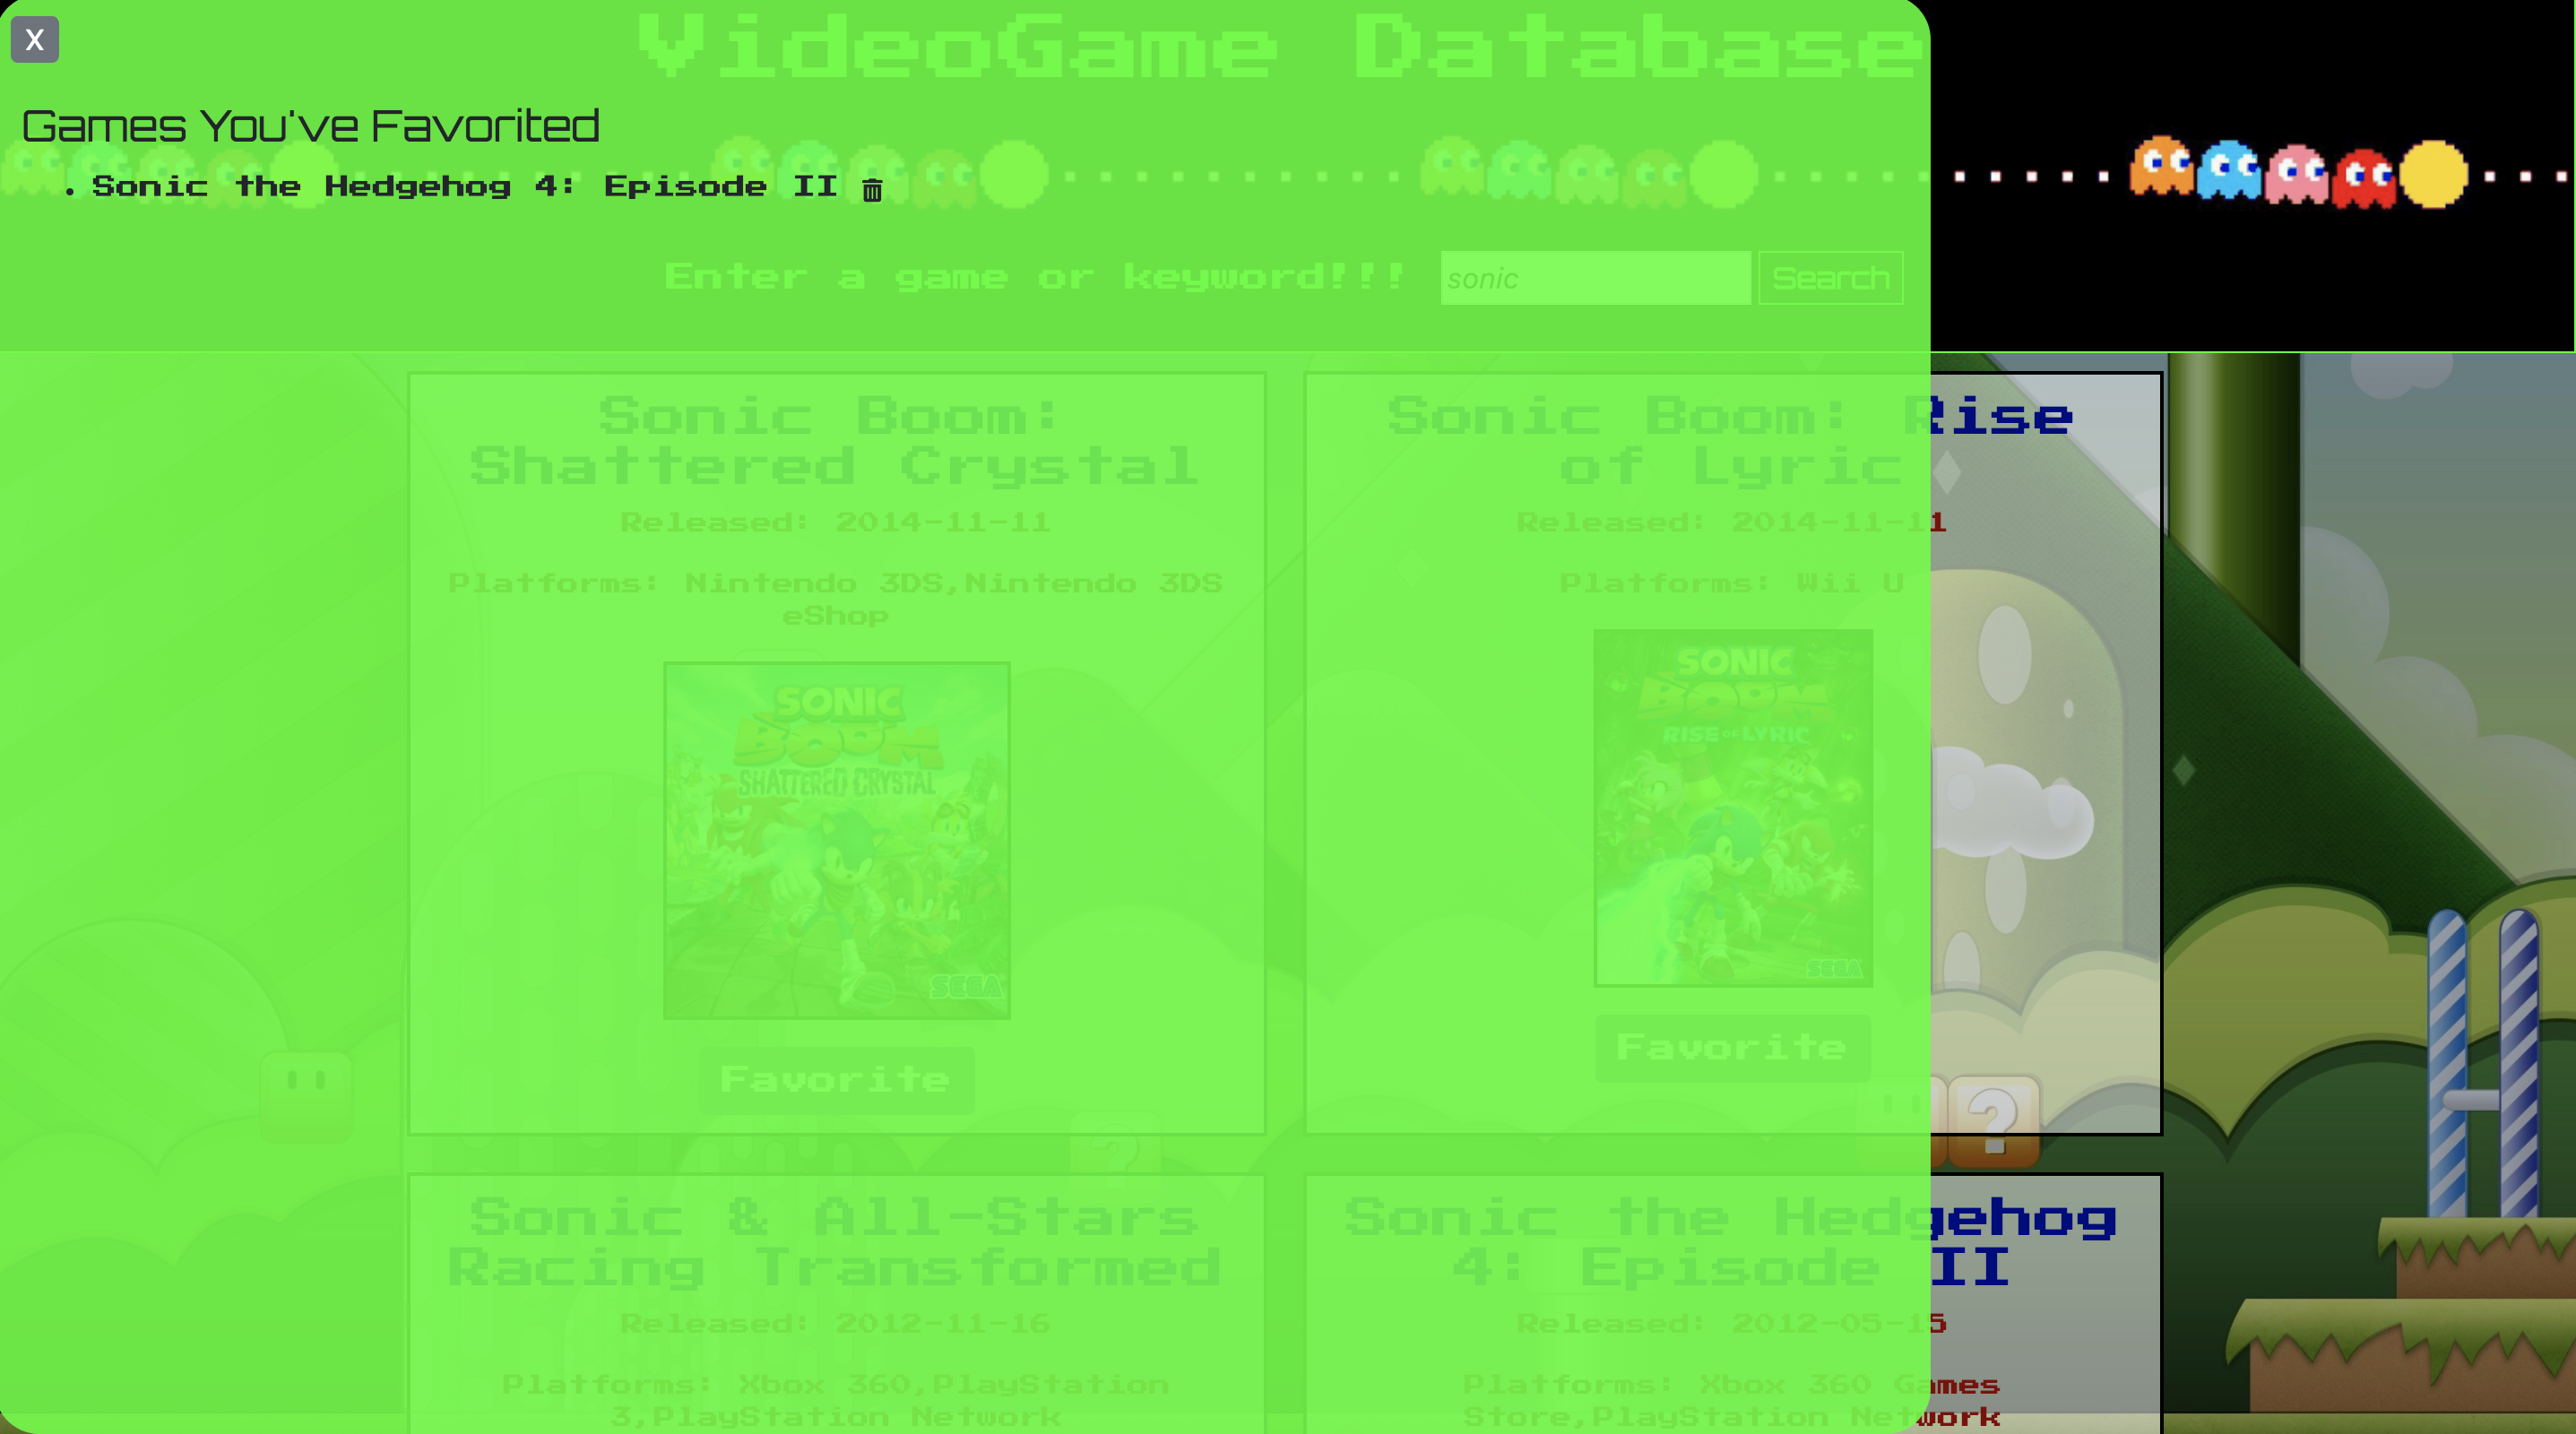 X
VideoGame Database
Games You've Favorited
• Sonic the Hedgehog 4: Episode II
Enter a game or keyword!!!
sonic
Search
Sonic Boom:
Shattered Crystal
Released: 2014-11-11
Platforms: Nintendo 3DS,Nintendo 3DS
eShop
SONIC
BOOM
SHATTERED CRYSTAL
SEGA
Favorite
Sonic Boom: Rise
of Lyric
Released: 2014-11-11
Platforms: Wii U
SONIC
BOOM
RISE OF LYRIC
SEGA
Favorite
?
?
Sonic & All-Stars
Racing Transformed
Released: 2012-11-16
Platforms: Xbox 360,PlayStation
3,PlayStation Network
Sonic the Hedgehog
4: Episode II
Released: 2012-05-15
Platforms: Xbox 360 Games
Store,PlayStation Network